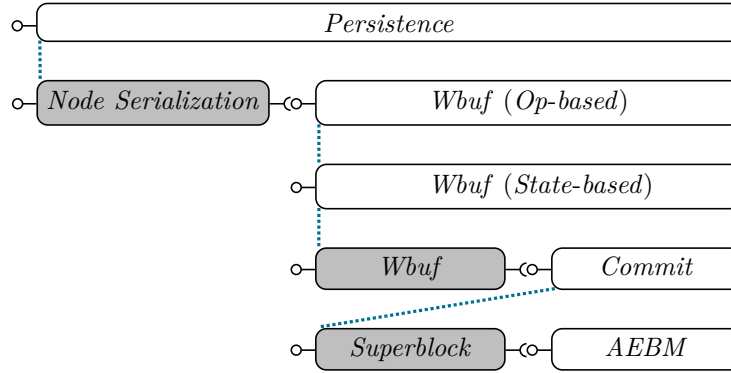 Persistence
Node Serialization
Wbuf (Op-based)
Wbuf (State-based)
Wbuf
Commit
Superblock
AEBM